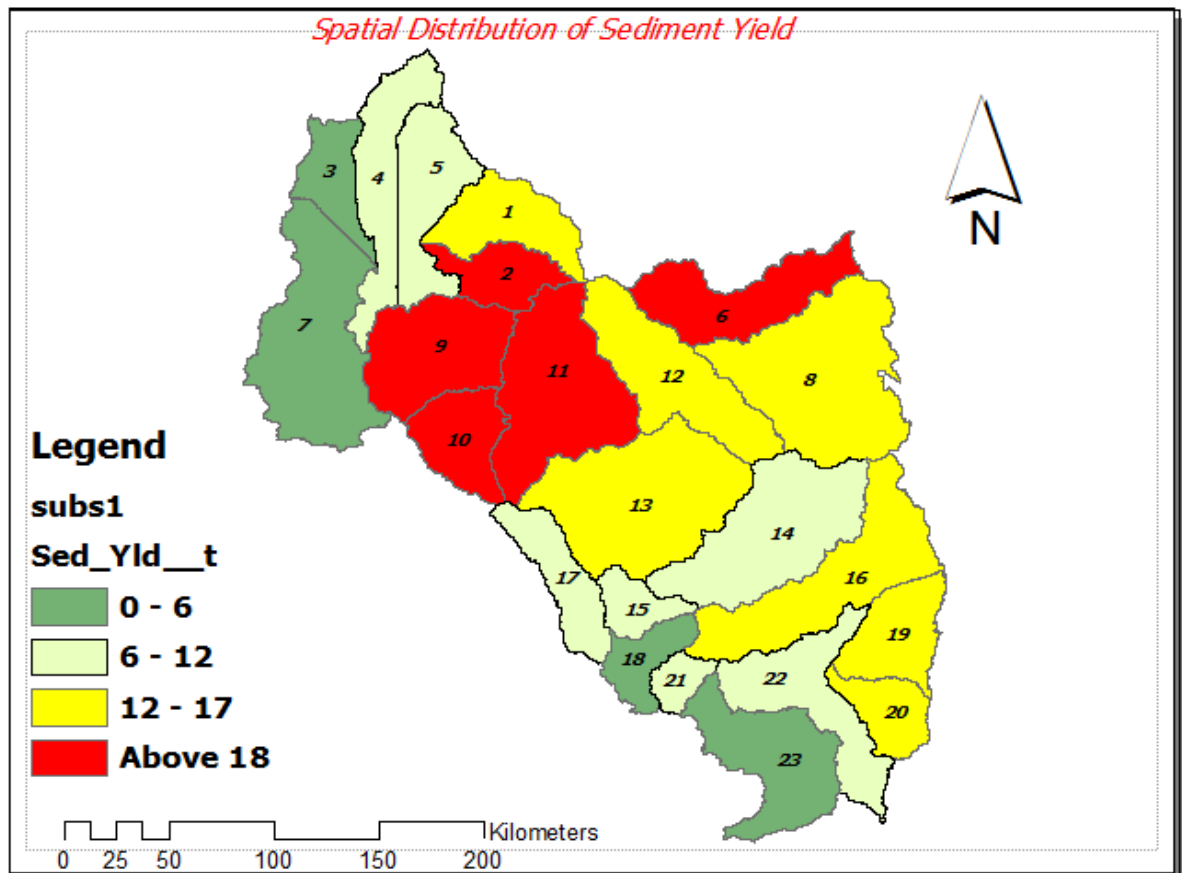 Spatial Distribution of Sediment Yield
N
3
4
5
1
2
6
7
9
11
12
8
10
13
14
17
15
16
18
19
21
22
20
23
Legend
subs1
Sed_Yld__t
0 - 6
6 - 12
12 - 17
Above 18
Kilometers
0 25 50 100 150 200